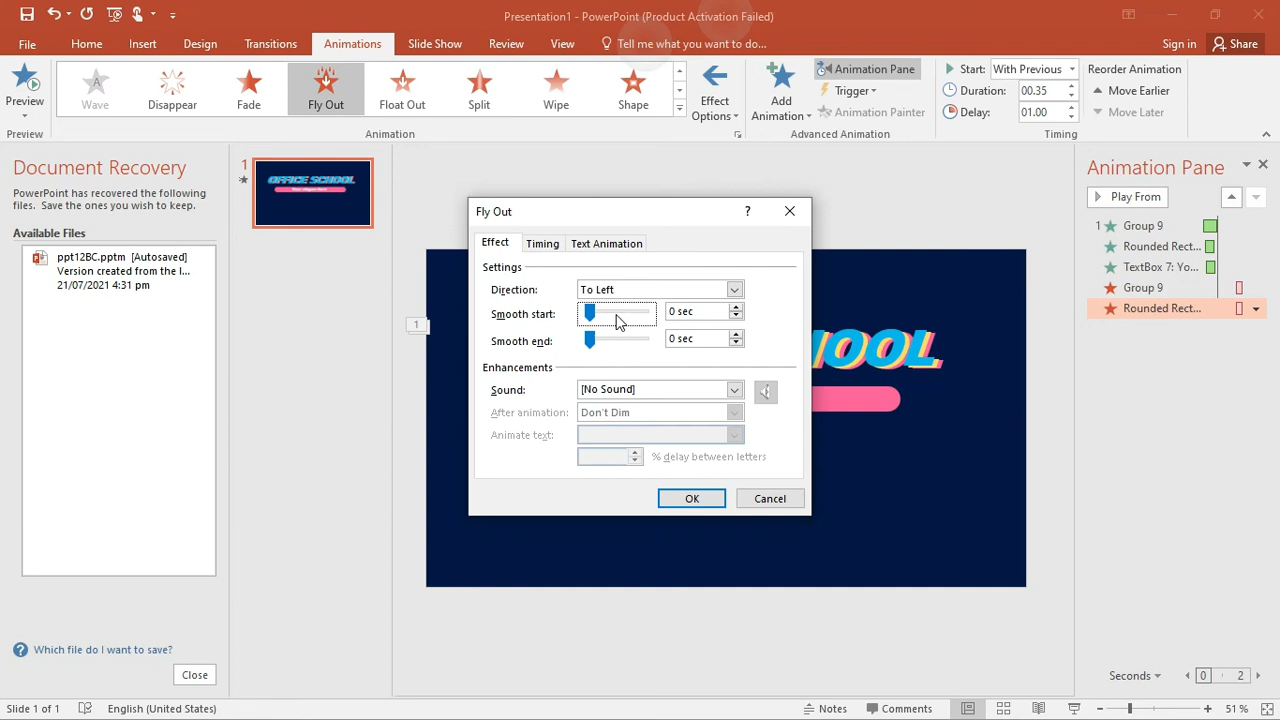 Presentation1 - PowerPoint (Product Activation Failed)
File Home Insert Design Transitions Animations Slide Show Review View Tell me what you want to do... Sign in Share
Preview
Preview
Wave Disappear Fade Fly Out Float Out Split Wipe Shape
Animation
Effect Options
Add Animation
Animation Pane
Trigger
Animation Painter
Advanced Animation
Start: With Previous
Duration: 00.35
Delay: 01.00
Reorder Animation
Move Earlier
Move Later
Timing
Document Recovery
PowerPoint has recovered the following
files. Save the ones you wish to keep.
Available Files
ppt12BC.pptm [Autosaved]
Version created from the l...
21/07/2021 4:31 pm
Which file do I want to save?
Close
1
OFFICE SCHOOL
1
HOOL
Fly Out
?
Effect Timing Text Animation
Settings
Direction: To Left
Smooth start: 0 sec
Smooth end: 0 sec
Enhancements
Sound: [No Sound]
After animation: Don't Dim
Animate text:
% delay between letters
OK Cancel
Animation Pane
Play From
1 Group 9
Rounded Rect...
TextBox 7: Yo...
Group 9
Rounded Rect...
Seconds 0 2
Slide 1 of 1 English (United States) Notes Comments 51 %